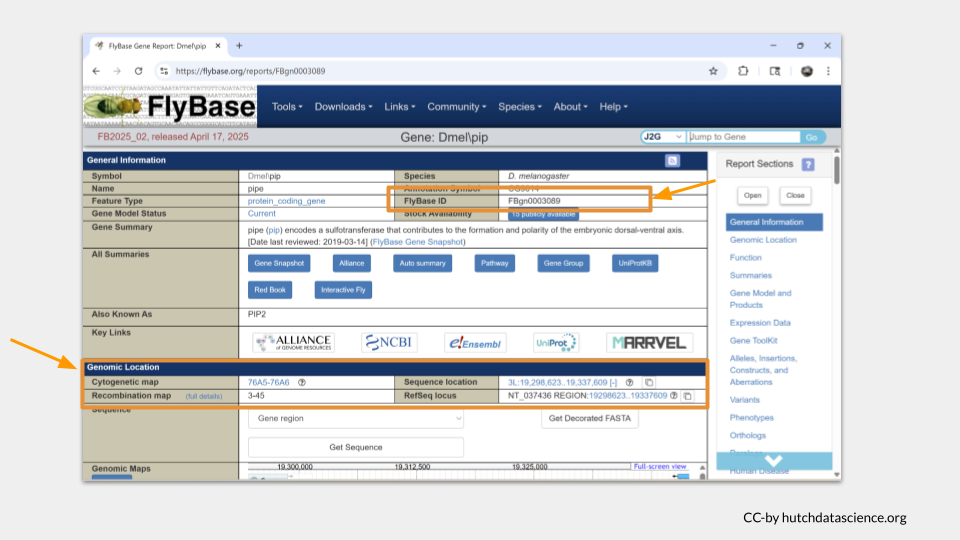 FlyBase Gene Report: Dmel\pip
https://flybase.org/reports/FBgn0003089
FlyBase
Tools Downloads Links Community Species About Help
FB2025_02, released April 17, 2025
Gene: Dmel\pip
J2G
Jump to Gene
Go
General Information
Symbol Dmel\pip Species D. melanogaster
Name pipe Annotation Symbol CG9614
Feature Type protein_coding_gene FlyBase ID FBgn0003089
Gene Model Status Current Stock Availability 15 publicly available
Gene Summary pipe (pip) encodes a sulfotransferase that contributes to the formation and polarity of the embryonic dorsal-ventral axis.
[Date last reviewed: 2019-03-14] (FlyBase Gene Snapshot)
All Summaries Gene Snapshot Alliance Auto summary Pathway Gene Group UniProtKB
Red Book Interactive Fly
Also Known As PIP2
Key Links ALLIANCE of GENOME RESOURCES NCBI e!Ensembl UniProt MARRVEL
Genomic Location
Cytogenetic map 76A5-76A6 Sequence location 3L:19,298,623..19,337,609 [-]
Recombination map (full details) 3-45 RefSeq locus NT_037436 REGION:19298623..19337609
Sequence Gene region Get Decorated FASTA
Get Sequence
Genomic Maps 19,300,000 19,312,500 19,325,000 Full-screen view
Report Sections ?
Open Close
General Information
Genomic Location
Function
Summaries
Gene Model and
Products
Expression Data
Gene ToolKit
Alleles, Insertions,
Constructs, and
Aberrations
Variants
Phenotypes
Orthologs
Human Disease
CC-by hutchdatascience.org